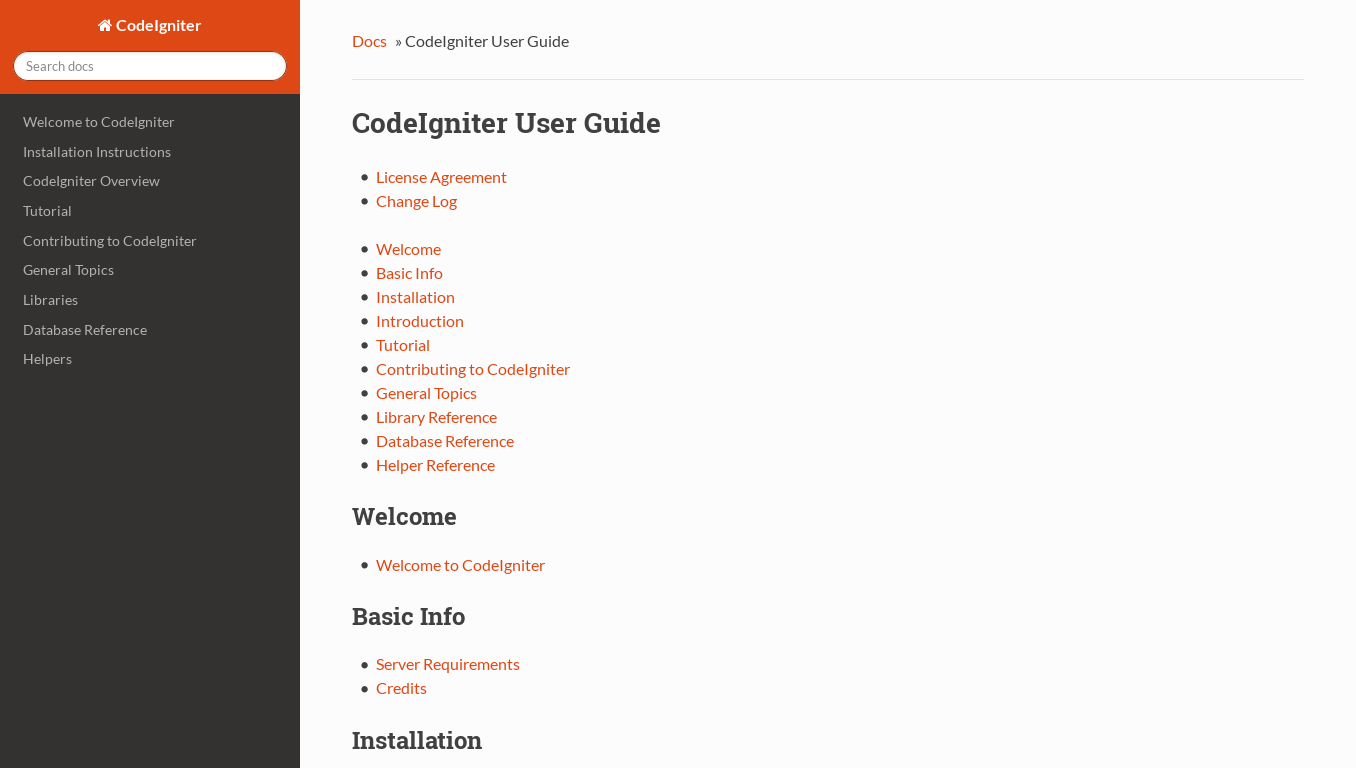 CodeIgniter
Search docs
Welcome to CodeIgniter
Installation Instructions
CodeIgniter Overview
Tutorial
Contributing to CodeIgniter
General Topics
Libraries
Database Reference
Helpers
Docs » CodeIgniter User Guide
CodeIgniter User Guide
License Agreement
Change Log
Welcome
Basic Info
Installation
Introduction
Tutorial
Contributing to CodeIgniter
General Topics
Library Reference
Database Reference
Helper Reference
Welcome
Welcome to CodeIgniter
Basic Info
Server Requirements
Credits
Installation